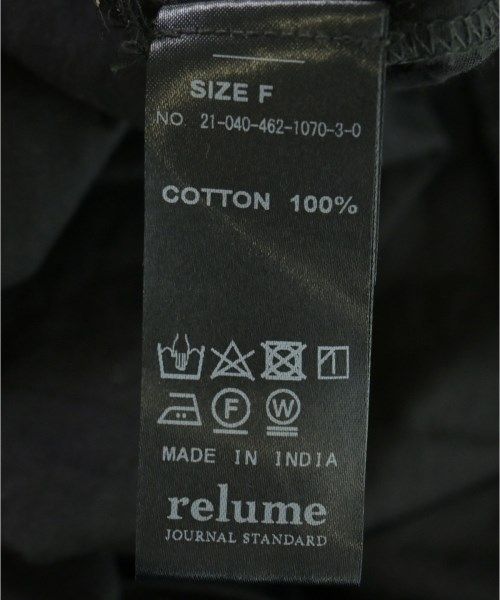 SIZE F
NO. 21-040-462-1070-3-0
COTTON 100%
F W
MADE IN INDIA
relume
JOURNAL STANDARD